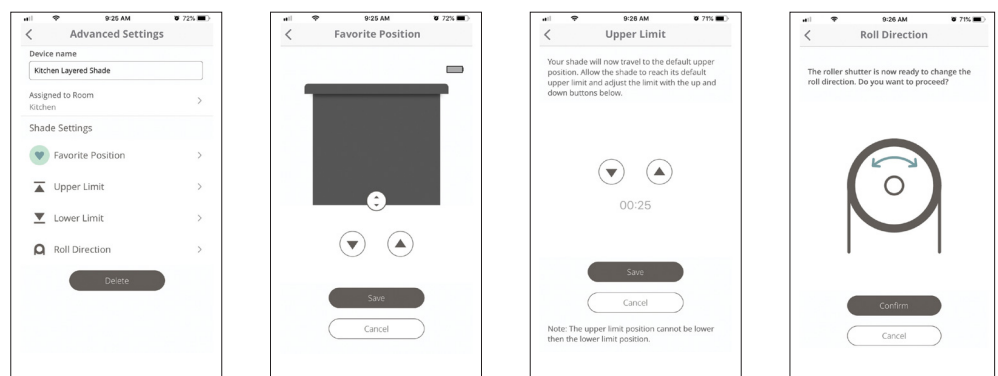 9:25 AM 72%
Advanced Settings
Device name
Kitchen Layered Shade
Assigned to Room
Kitchen
Shade Settings
Favorite Position
Upper Limit
Lower Limit
Roll Direction
Delete
9:25 AM 72%
Favorite Position
Save
Cancel
9:26 AM 71%
Upper Limit
Your shade will now travel to the default upper
position. Allow the shade to reach its default
upper limit and adjust the limit with the up and
down buttons below.
00:25
Save
Cancel
Note: The upper limit position cannot be lower
then the lower limit position.
9:26 AM 71%
Roll Direction
The roller shutter is now ready to change the
roll direction. Do you want to proceed?
Confirm
Cancel